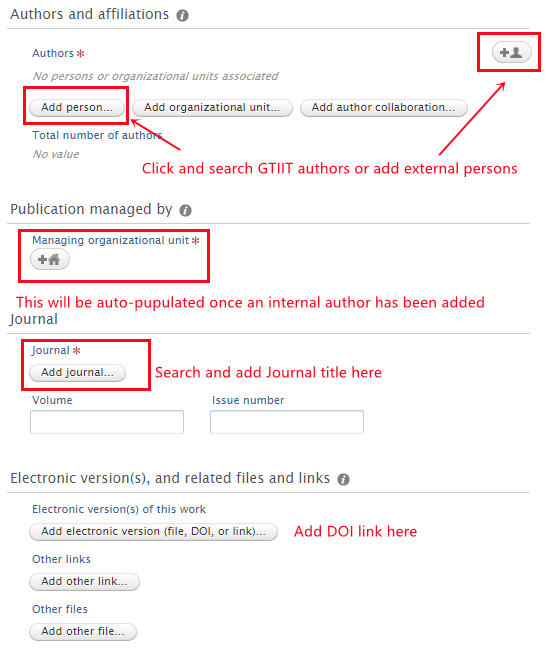 Authors and affiliations
Authors *
No persons or organizational units associated
Add person... Add organizational unit... Add author collaboration...
Total number of authors
No value
Click and search GTIIT authors or add external persons
Publication managed by
Managing organizational unit *
This will be auto-pupulated once an internal author has been added
Journal
Journal *
Add journal... Search and add Journal title here
Volume Issue number
Electronic version(s), and related files and links
Electronic version(s) of this work
Add electronic version (file, DOI, or link)... Add DOI link here
Other links
Add other link...
Other files
Add other file...